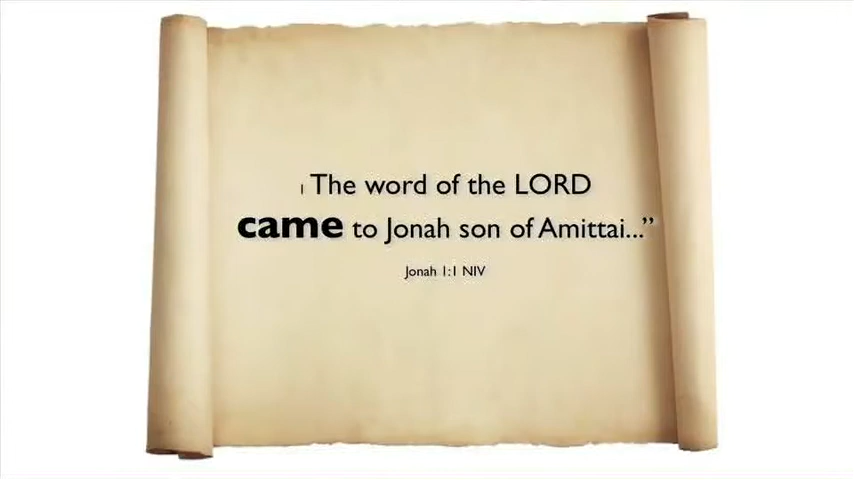 1 The word of the LORD
came to Jonah son of Amittai...”
Jonah 1:1 NIV